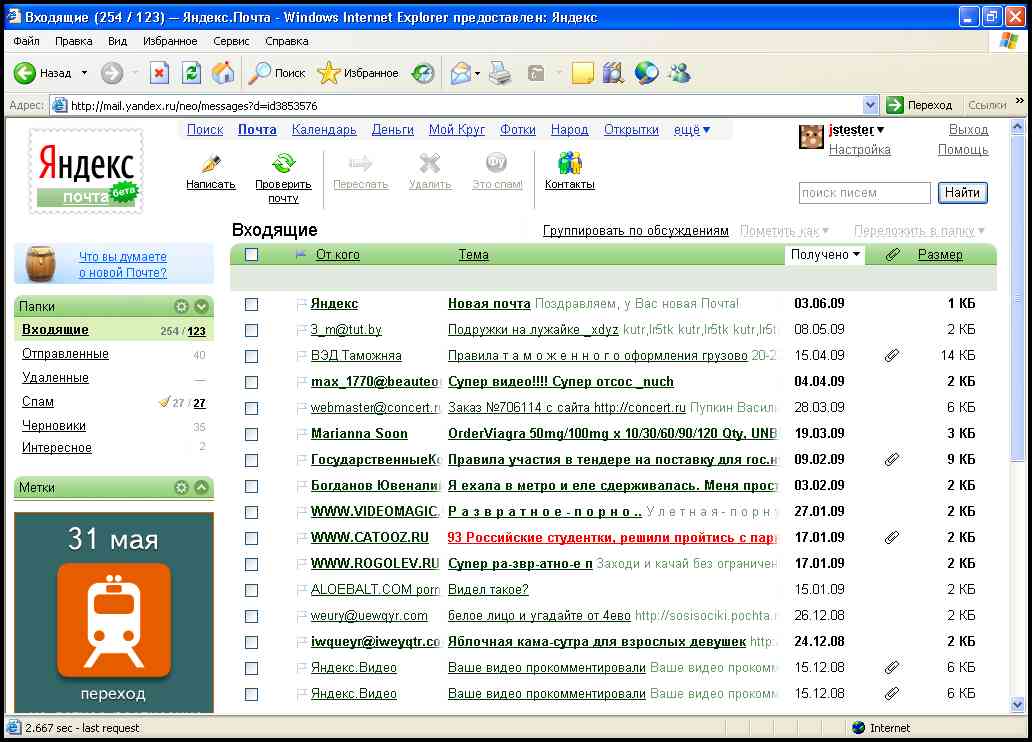 Входящие (254 / 123) — Яндекс.Почта - Windows Internet Explorer предоставлен: Яндекс
Файл Правка Вид Избранное Сервис Справка
Назад Поиск Избранное
Адрес: http://mail.yandex.ru/neo/messages?d=id3853576 Переход Ссылки »
Яндекс
почта бета
Поиск Почта Календарь Деньги Мой Круг Фотки Народ Открытки ещё▼
jstester▼ Выход
Настройка Помощь
Написать Проверить почту Переслать Удалить Это спам! Контакты
Фу
поиск писем Найти
Что вы думаете
о новой Почте?
Папки
Входящие 254 / 123
Отправленные 40
Удаленные —
Спам 27 / 27
Черновики 35
Интересное 2
Метки
31 мая
переход
Входящие Группировать по обсуждениям Пометить как▼ Переложить в папку▼
От кого Тема Получено▼ Размер
Яндекс Новая почта Поздравляем, у Вас новая Почта! 03.06.09 1 КБ
3_m@tut.by Подружки на лужайке _xdyz kutr,lr5tk kutr,lr5tk kutr,lr5t 08.05.09 2 КБ
ВЭД Таможня Правила т а м о ж е н н о г о оформления грузово 20-2 15.04.09 14 КБ
max_1770@beauteo Супер видео!!!! Супер отсос _nuch 04.04.09 2 КБ
webmaster@concert.r Заказ №706114 с сайта http://concert.ru Пупкин Васил 28.03.09 6 КБ
Marianna Soon OrderViagra 50mg/100mg x 10/30/60/90/120 Qty, UNB 19.03.09 3 КБ
ГосударственныеКо Правила участия в тендере на поставку для гос.н 09.02.09 9 КБ
Богданов Ювенали Я ехала в метро и еле сдерживалась. Меня прос 03.02.09 2 КБ
WWW.VIDEOMAGIC. Р а з в р а т н о е - п о р н о .. У л е т н а я - п о р н 27.01.09 2 КБ
WWW.CATOOZ.RU 93 Российские студентки, решили пройтись с пар 17.01.09 2 КБ
WWW.ROGOLEV.RU Супер ра-звр-атно-е п Заходи и качай без ограничен 17.01.09 2 КБ
ALOEBALT.COM porn Видел такое? 15.01.09 2 КБ
weury@uewqyr.com белое лицо и угадайте от 4ево http://sosisociki.pochta. 26.12.08 2 КБ
iwqueyr@iweyqtr.co Яблочная кама-сутра для взрослых девушек http: 24.12.08 2 КБ
Яндекс.Видео Ваше видео прокомментировали Ваше видео прокомм 15.12.08 6 КБ
Яндекс.Видео Ваше видео прокомментировали Ваше видео прокомм 15.12.08 6 КБ
2.667 sec - last request Internet